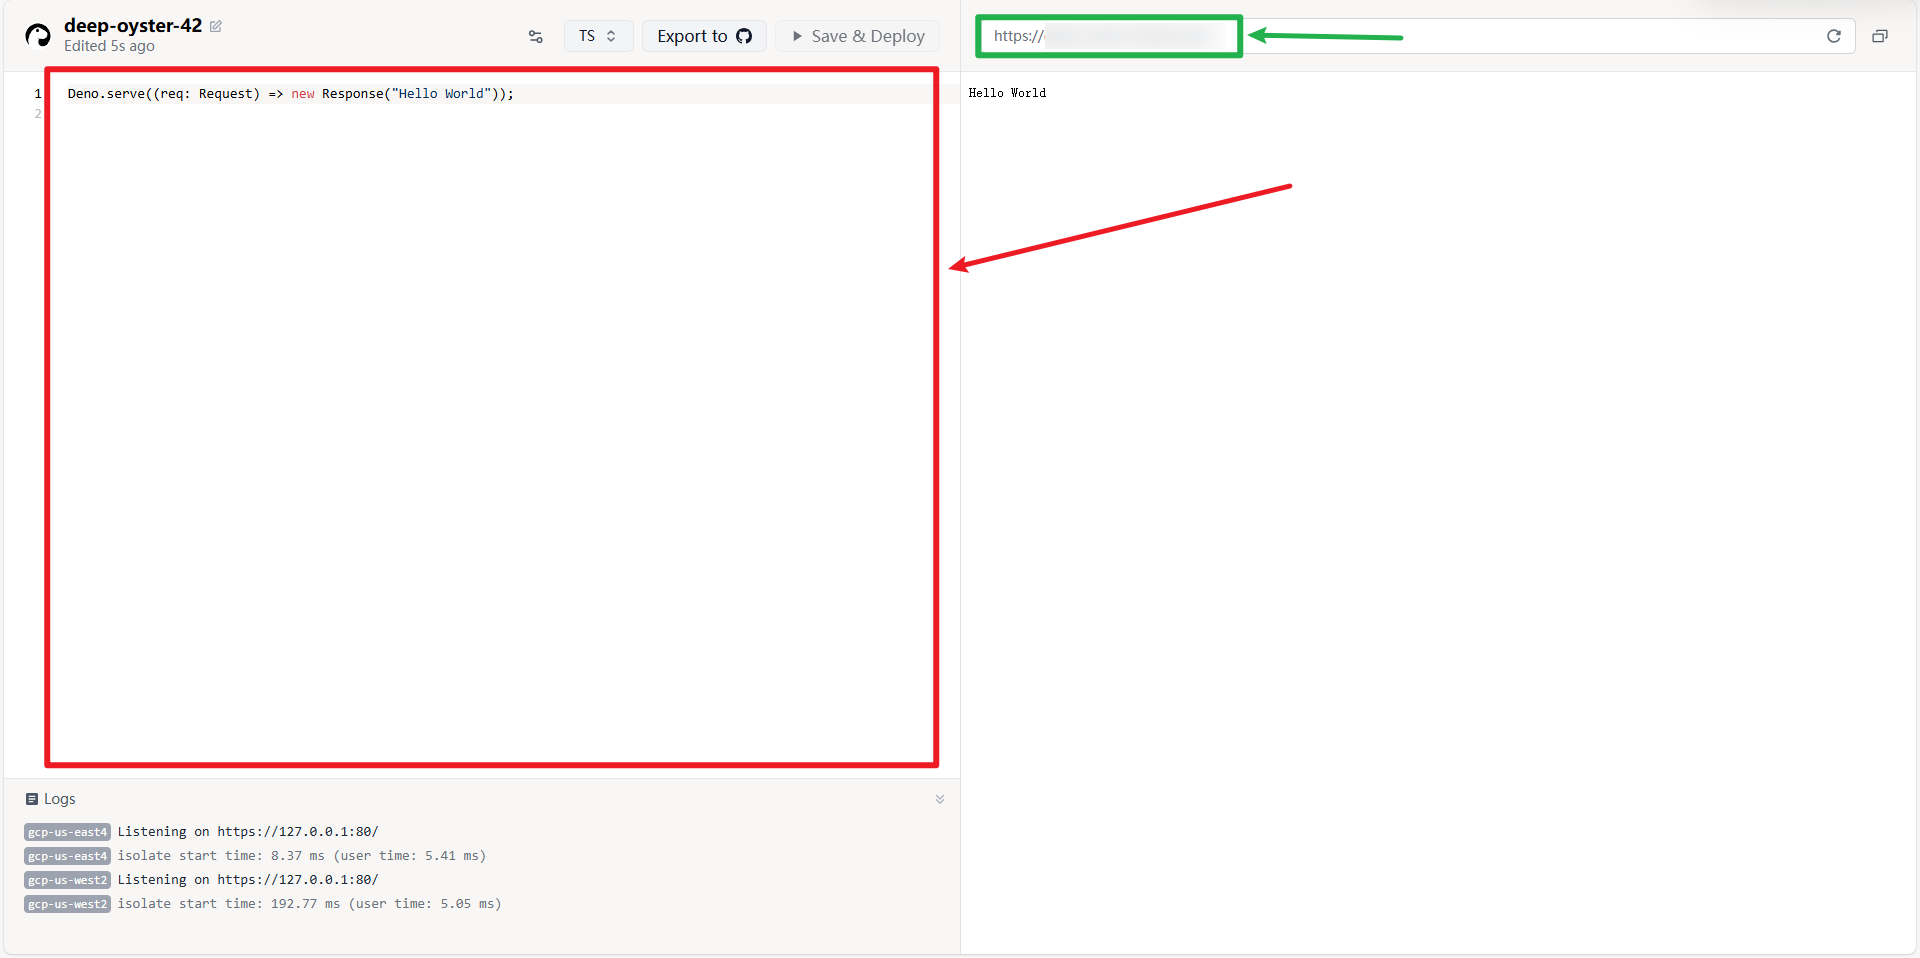 deep-oyster-42
Edited 5s ago
TS
Export to
Save & Deploy
1 Deno.serve((req: Request) => new Response("Hello World"));
2
Logs
gcp-us-east4 Listening on https://127.0.0.1:80/
gcp-us-east4 isolate start time: 8.37 ms (user time: 5.41 ms)
gcp-us-west2 Listening on https://127.0.0.1:80/
gcp-us-west2 isolate start time: 192.77 ms (user time: 5.05 ms)
https://
Hello World